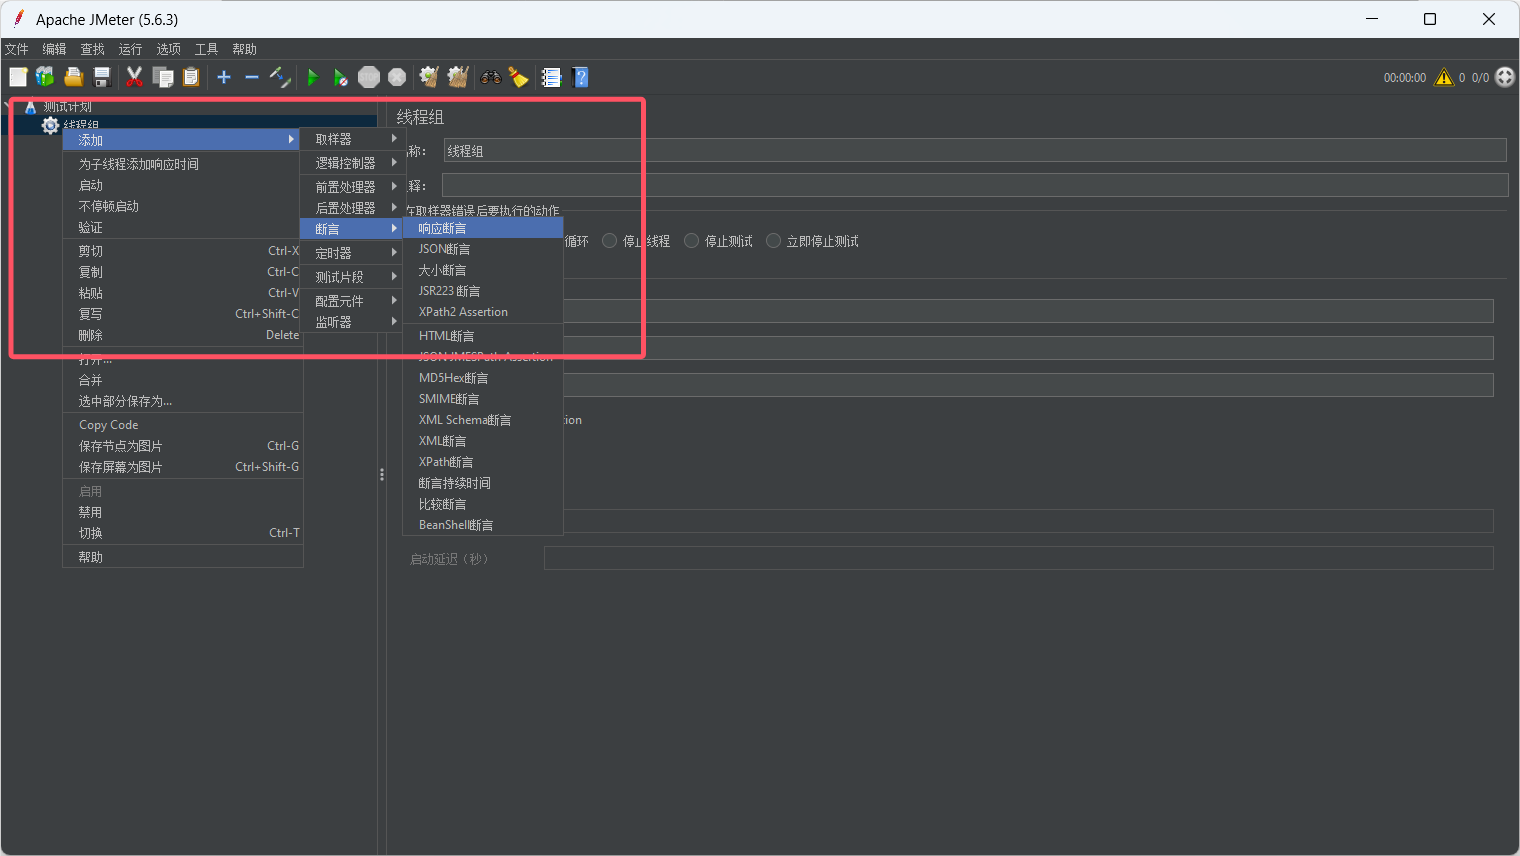 Apache JMeter (5.6.3)
文件 编辑 查找 运行 选项 工具 帮助
00:00:00 0 0/0
测试计划
线程组
添加
为子线程添加响应时间
启动
不停顿启动
验证
剪切 Ctrl-X
复制 Ctrl-C
粘贴 Ctrl-V
复写 Ctrl+Shift-C
删除 Delete
打开...
合并
选中部分保存为...
Copy Code
保存节点为图片 Ctrl-G
保存屏幕为图片 Ctrl+Shift-G
启用
禁用
切换 Ctrl-T
帮助
取样器
逻辑控制器
前置处理器
后置处理器
断言
定时器
测试片段
配置元件
监听器
响应断言
JSON断言
大小断言
JSR223 断言
XPath2 Assertion
HTML断言
JSON JMESPath Assertion
MD5Hex断言
SMIME断言
XML Schema断言
XML断言
XPath断言
断言持续时间
比较断言
BeanShell断言
线程组
称： 线程组
释：
在取样器错误后要执行的动作
循环 停止线程 停止测试 立即停止测试
tion
启动延迟（秒）